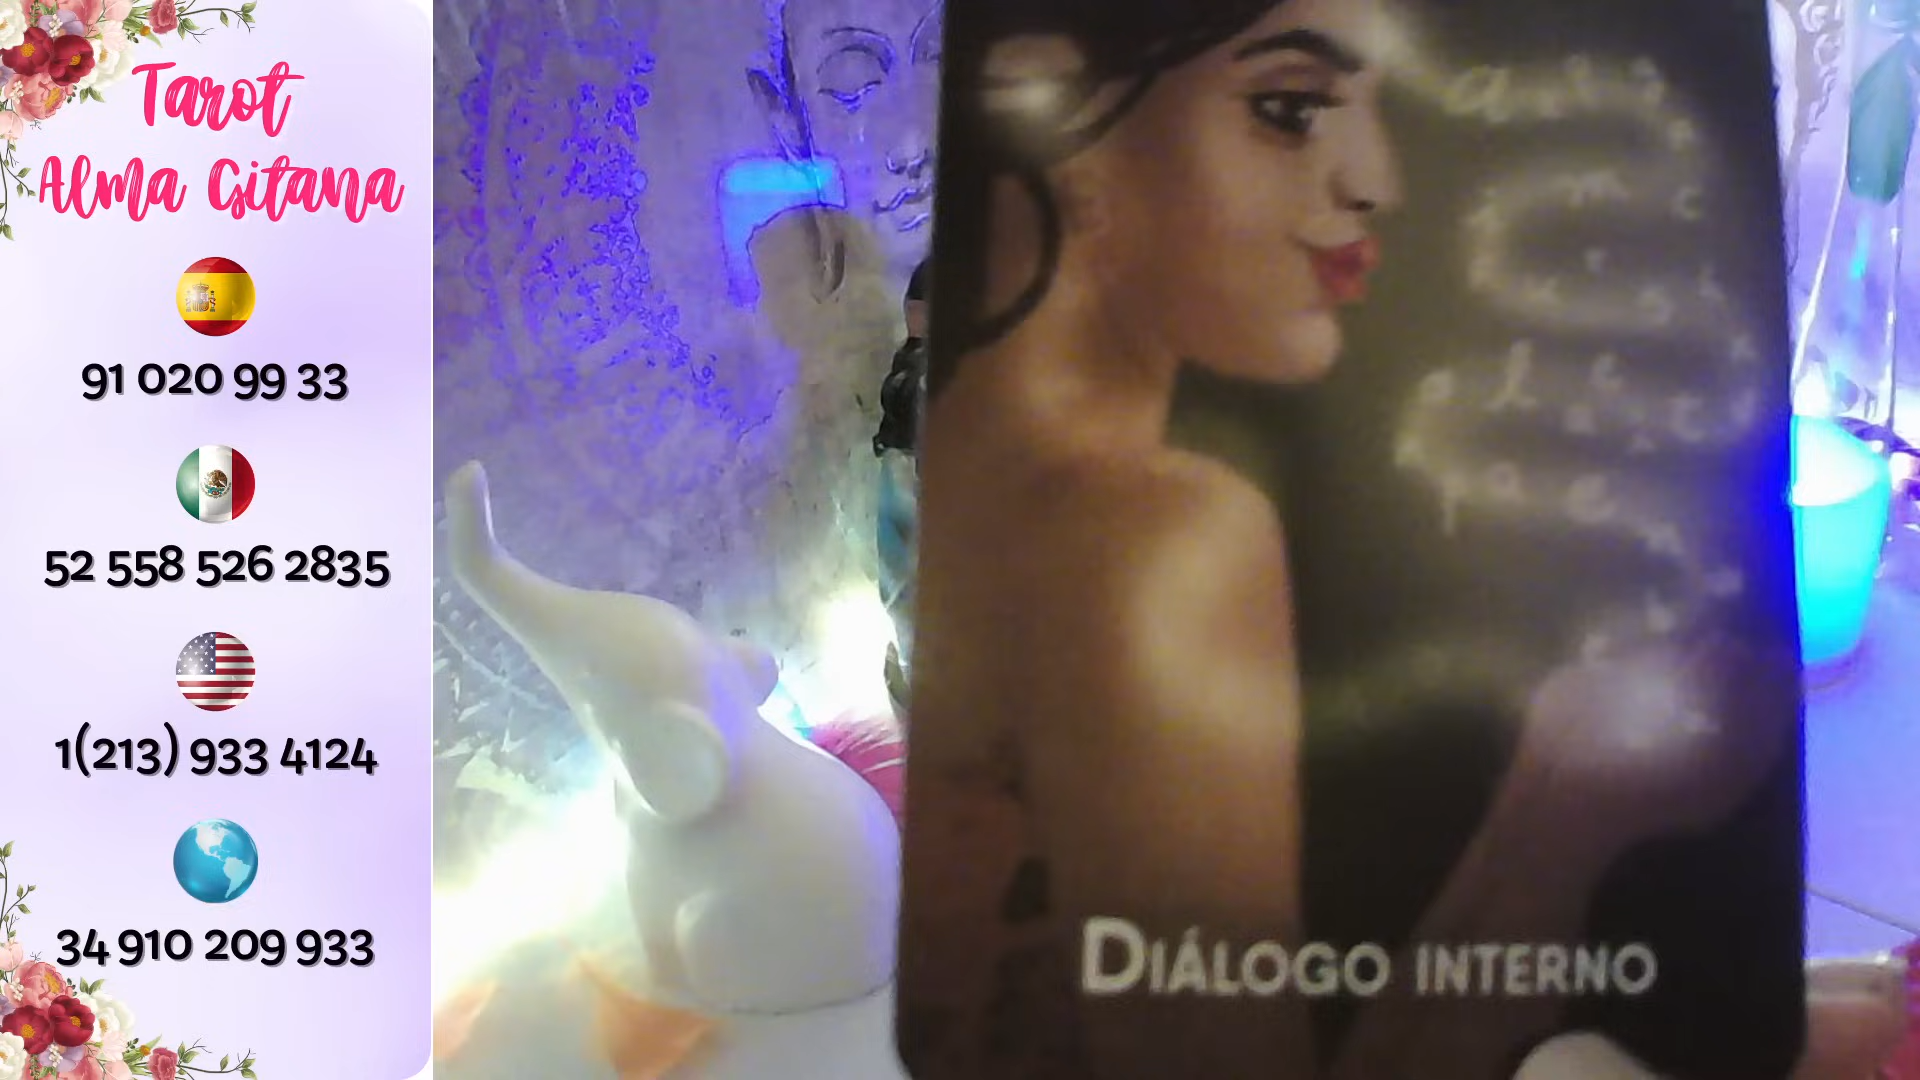 Tarot
Alma Gitana
91 020 99 33
52 558 526 2835
1(213) 933 4124
34 910 209 933
DIÁLOGO INTERNO